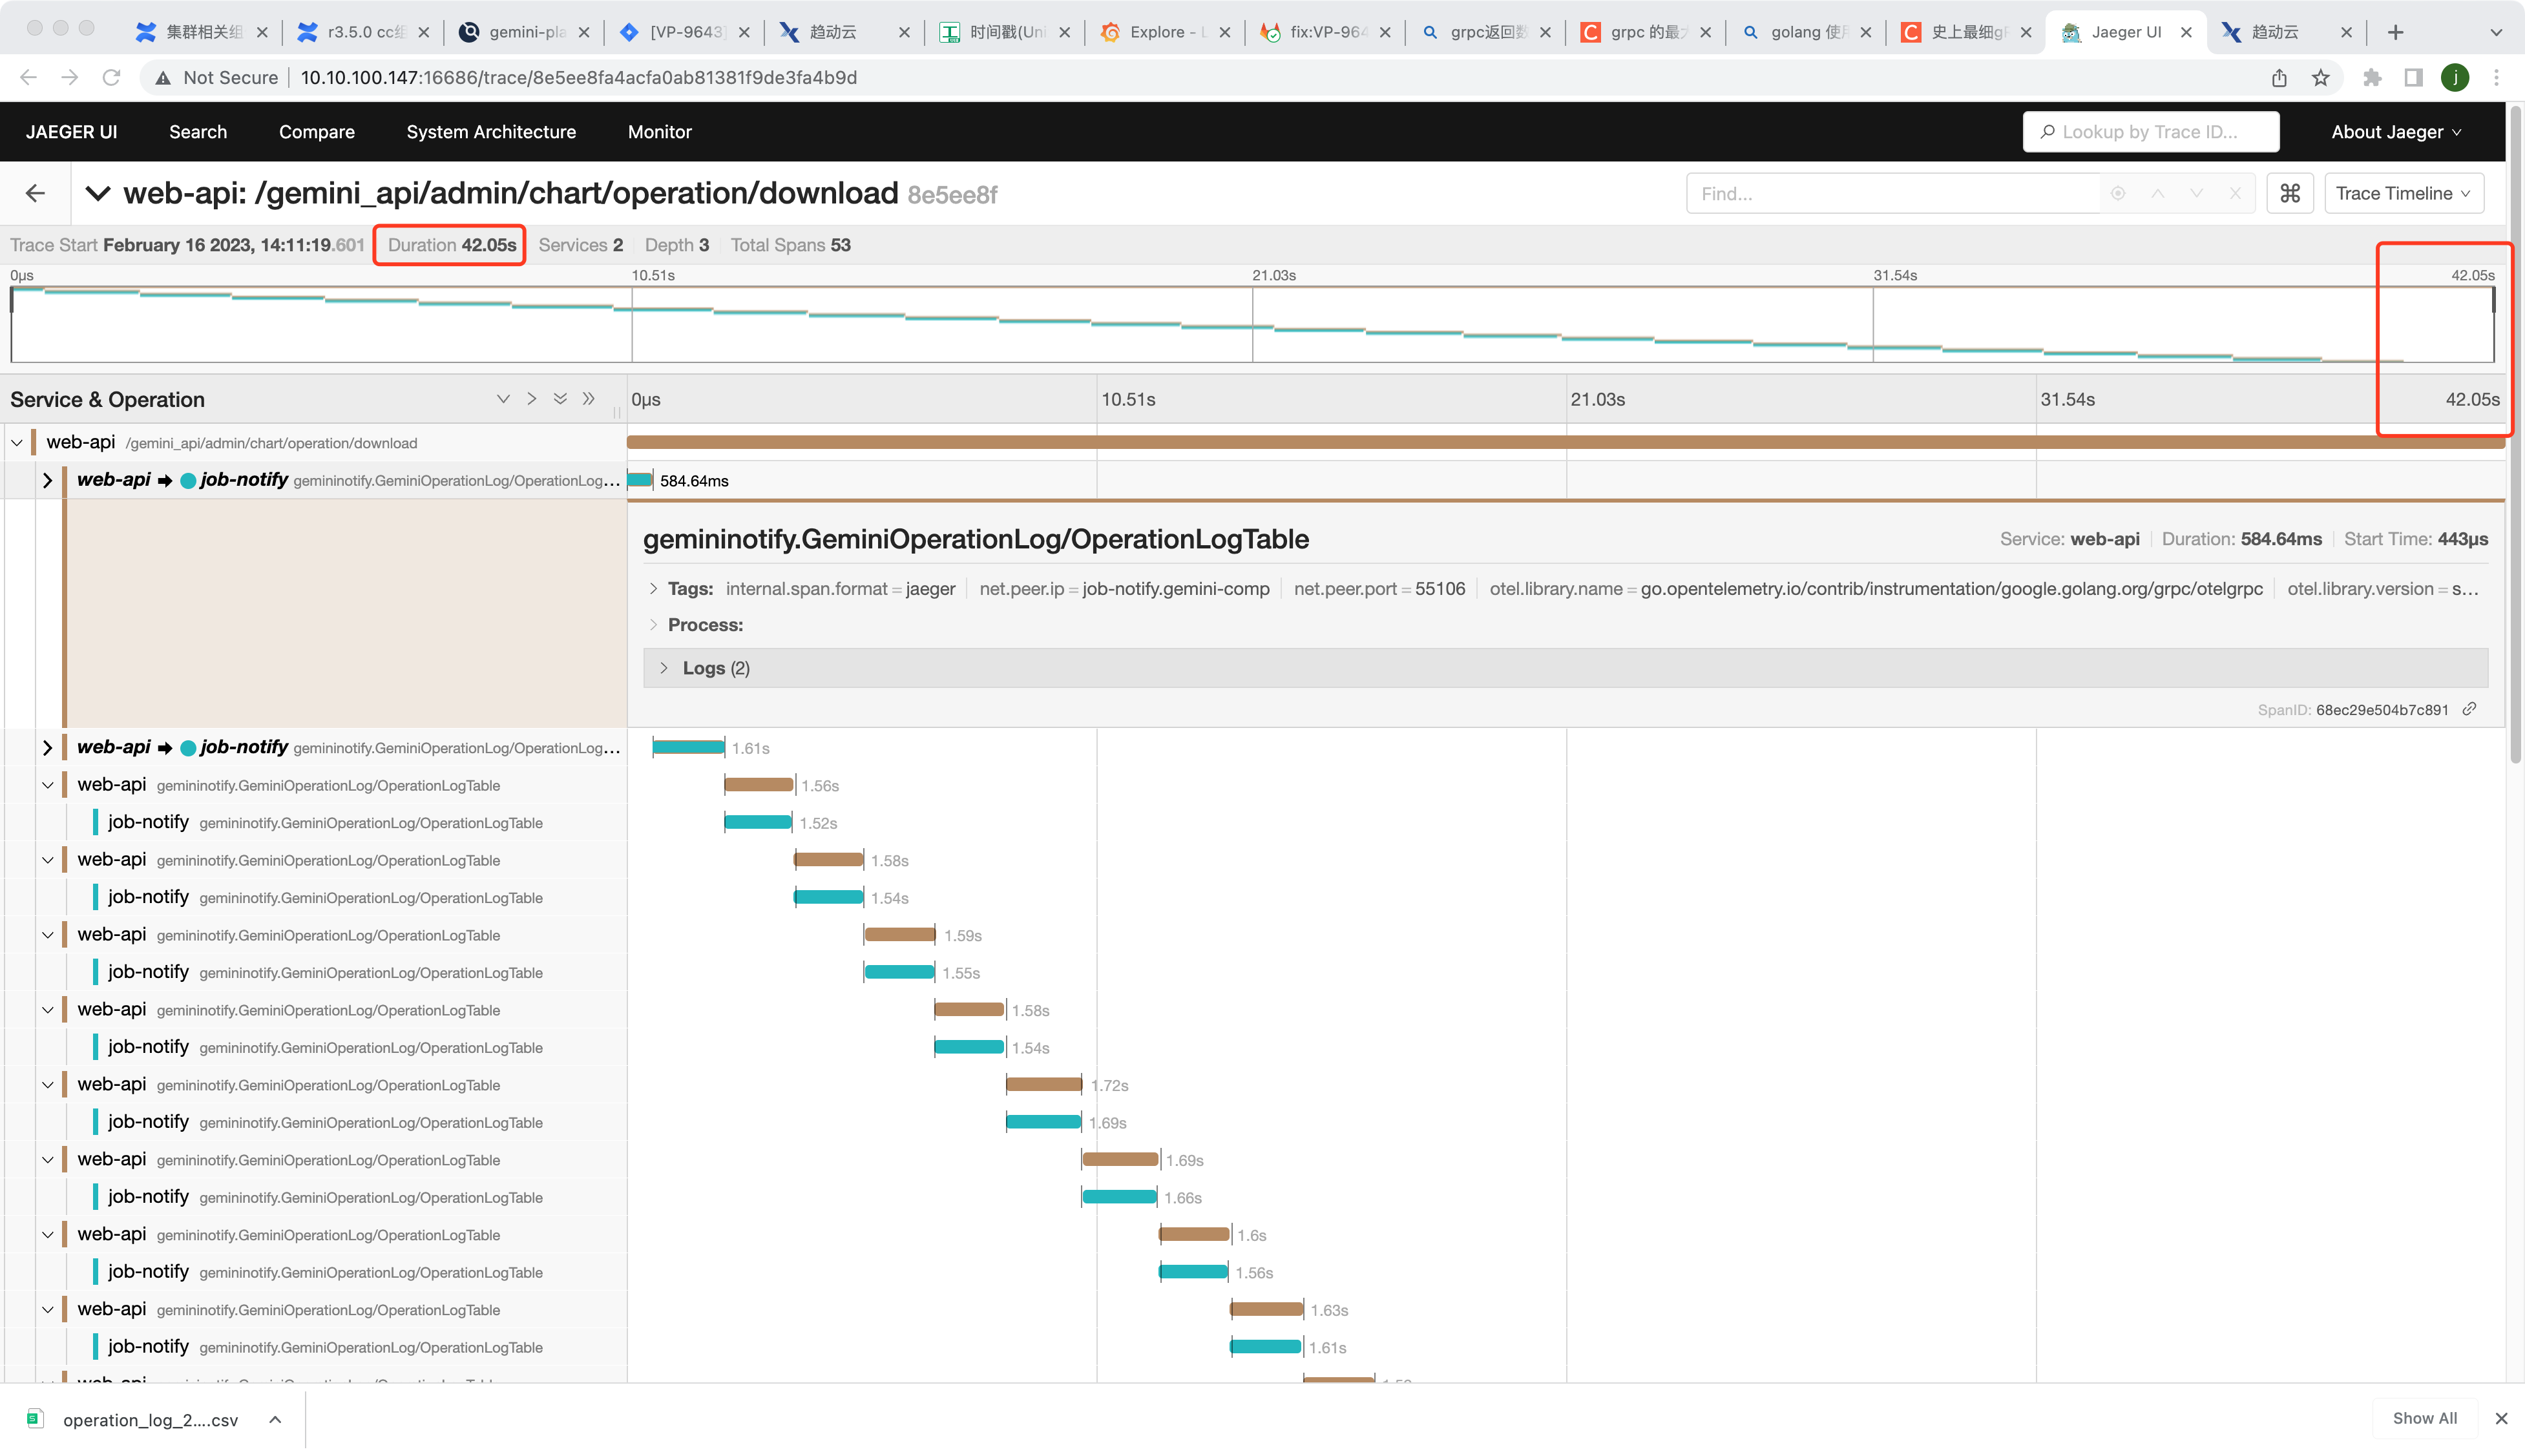 集群相关组
r3.5.0 cc组
gemini-pla
[VP-9643]
趋动云
时间戳(Uni
Explore - L
fix:VP-964
grpc返回数
grpc 的最大
golang 使用
史上最细gR
Jaeger UI
趋动云
Not Secure 10.10.100.147:16686/trace/8e5ee8fa4acfa0ab81381f9de3fa4b9d
j
JAEGER UI Search Compare System Architecture Monitor Lookup by Trace ID... About Jaeger
web-api: /gemini_api/admin/chart/operation/download 8e5ee8f Find... ⌘ Trace Timeline
Trace Start February 16 2023, 14:11:19.601 Duration 42.05s Services 2 Depth 3 Total Spans 53
0μs 10.51s 21.03s 31.54s 42.05s
Service & Operation 0μs 10.51s 21.03s 31.54s 42.05s
web-api /gemini_api/admin/chart/operation/download
web-api job-notify gemininotify.GeminiOperationLog/OperationLog... 584.64ms
gemininotify.GeminiOperationLog/OperationLogTable Service: web-api Duration: 584.64ms Start Time: 443μs
Tags: internal.span.format = jaeger net.peer.ip = job-notify.gemini-comp net.peer.port = 55106 otel.library.name = go.opentelemetry.io/contrib/instrumentation/google.golang.org/grpc/otelgrpc otel.library.version = s...
Process:
Logs (2)
SpanID: 68ec29e504b7c891
web-api job-notify gemininotify.GeminiOperationLog/OperationLog... 1.61s
web-api gemininotify.GeminiOperationLog/OperationLogTable 1.56s
job-notify gemininotify.GeminiOperationLog/OperationLogTable 1.52s
web-api gemininotify.GeminiOperationLog/OperationLogTable 1.58s
job-notify gemininotify.GeminiOperationLog/OperationLogTable 1.54s
web-api gemininotify.GeminiOperationLog/OperationLogTable 1.59s
job-notify gemininotify.GeminiOperationLog/OperationLogTable 1.55s
web-api gemininotify.GeminiOperationLog/OperationLogTable 1.58s
job-notify gemininotify.GeminiOperationLog/OperationLogTable 1.54s
web-api gemininotify.GeminiOperationLog/OperationLogTable 1.72s
job-notify gemininotify.GeminiOperationLog/OperationLogTable 1.69s
web-api gemininotify.GeminiOperationLog/OperationLogTable 1.69s
job-notify gemininotify.GeminiOperationLog/OperationLogTable 1.66s
web-api gemininotify.GeminiOperationLog/OperationLogTable 1.6s
job-notify gemininotify.GeminiOperationLog/OperationLogTable 1.56s
web-api gemininotify.GeminiOperationLog/OperationLogTable 1.63s
job-notify gemininotify.GeminiOperationLog/OperationLogTable 1.61s
operation_log_2....csv Show All